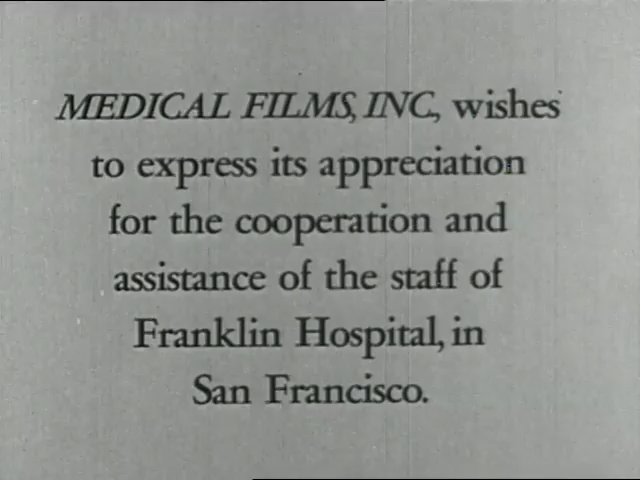 MEDICAL FILMS, INC, wishes
to express its appreciation
for the cooperation and
assistance of the staff of
Franklin Hospital, in
San Francisco.